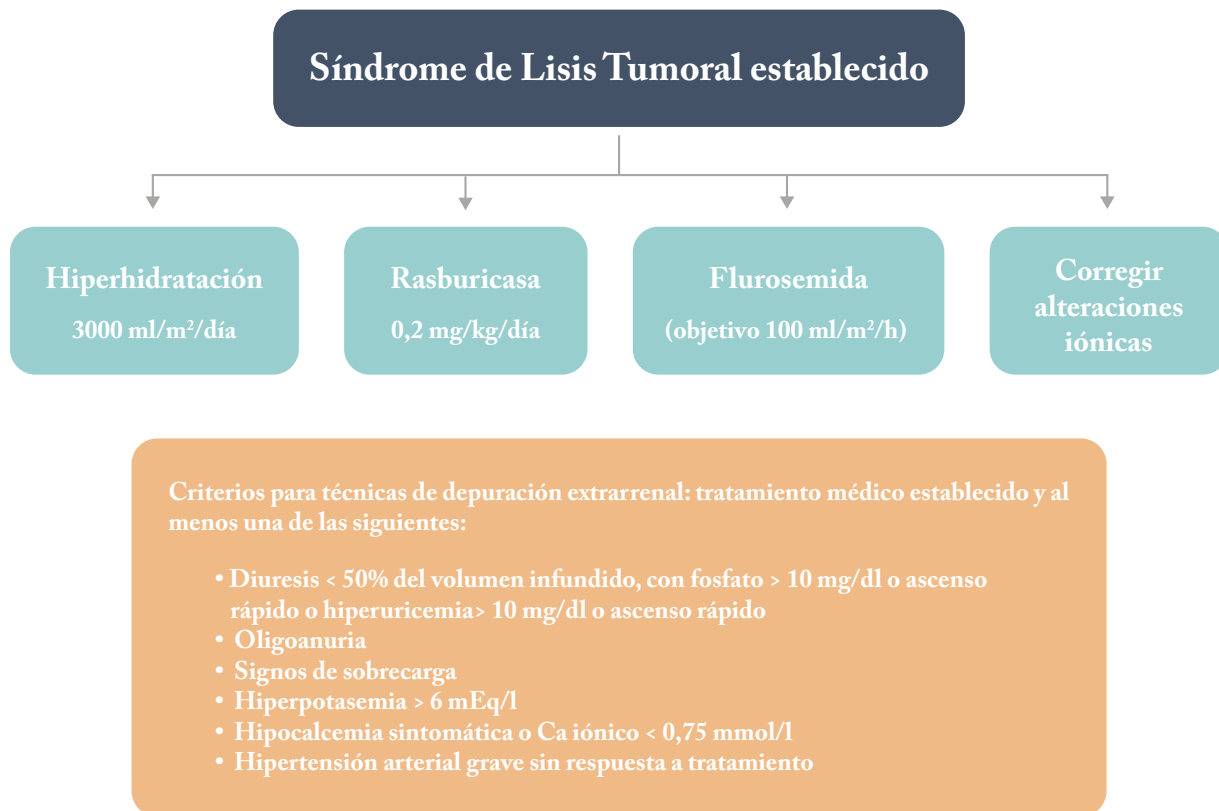 Síndrome de Lisis Tumoral establecido
Hiperhidratación
3000 ml/m²/día
Rasburicasa
0,2 mg/kg/día
Flurosemida
(objetivo 100 ml/m²/h)
Corregir
alteraciones
iónicas
Criterios para técnicas de depuración extrarrenal: tratamiento médico establecido y al
menos una de las siguientes:
• Diuresis < 50% del volumen infundido, con fosfato > 10 mg/dl o ascenso
rápido o hiperuricemia> 10 mg/dl o ascenso rápido
• Oligoanuria
• Signos de sobrecarga
• Hiperpotasemia > 6 mEq/l
• Hipocalcemia sintomática o Ca iónico < 0,75 mmol/l
• Hipertensión arterial grave sin respuesta a tratamiento